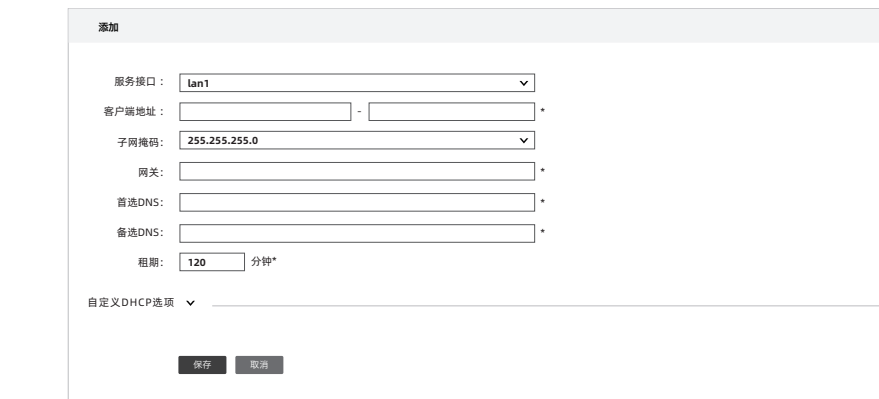 添加
服务接口： lan1
客户端地址： - *
子网掩码： 255.255.255.0
网关： *
首选DNS： *
备选DNS： *
租期： 120 分钟*
自定义DHCP选项
保存 取消